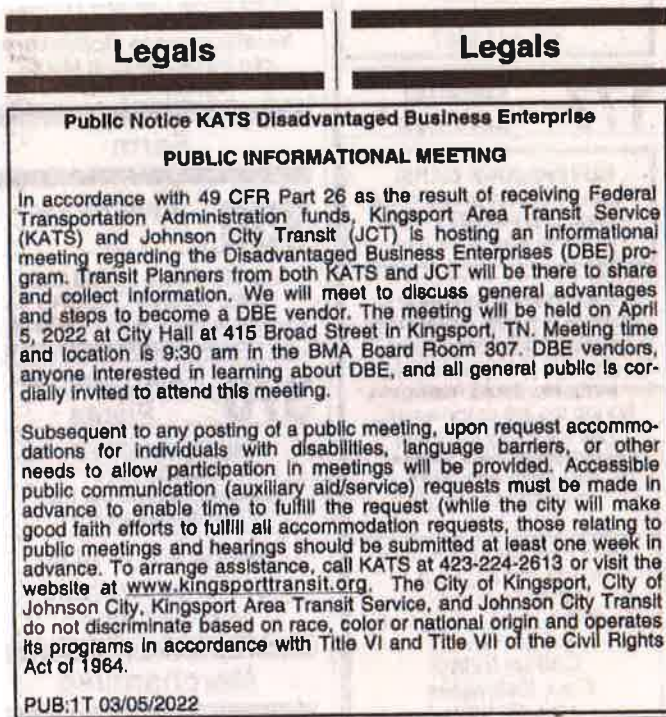 Legals Legals
Public Notice KATS Disadvantaged Business Enterprise
PUBLIC INFORMATIONAL MEETING
In accordance with 49 CFR Part 26 as the result of receiving Federal
Transportation Administration funds, Kingsport Area Transit Service
(KATS) and Johnson City Transit (JCT) is hosting an informational
meeting regarding the Disadvantaged Business Enterprises (DBE) pro-
gram. Transit Planners from both KATS and JCT will be there to share
and collect information. We will meet to discuss general advantages
and steps to become a DBE vendor. The meeting will be held on April
5, 2022 at City Hall at 415 Broad Street in Kingsport, TN. Meeting time
and location is 9:30 am in the BMA Board Room 307. DBE vendors,
anyone interested in learning about DBE, and all general public is cor-
dially invited to attend this meeting.
Subsequent to any posting of a public meeting, upon request accommo-
dations for individuals with disabilities, language barriers, or other
needs to allow participation in meetings will be provided. Accessible
public communication (auxiliary aid/service) requests must be made in
advance to enable time to fulfill the request (while the city will make
good faith efforts to fulfill all accommodation requests, those relating to
public meetings and hearings should be submitted at least one week in
advance. To arrange assistance, call KATS at 423-224-2613 or visit the
website at www.kingsporttransit.org. The City of Kingsport, City of
Johnson City, Kingsport Area Transit Service, and Johnson City Transit
do not discriminate based on race, color or national origin and operates
its programs in accordance with Title VI and Title VII of the Civil Rights
Act of 1964.
PUB:1T 03/05/2022